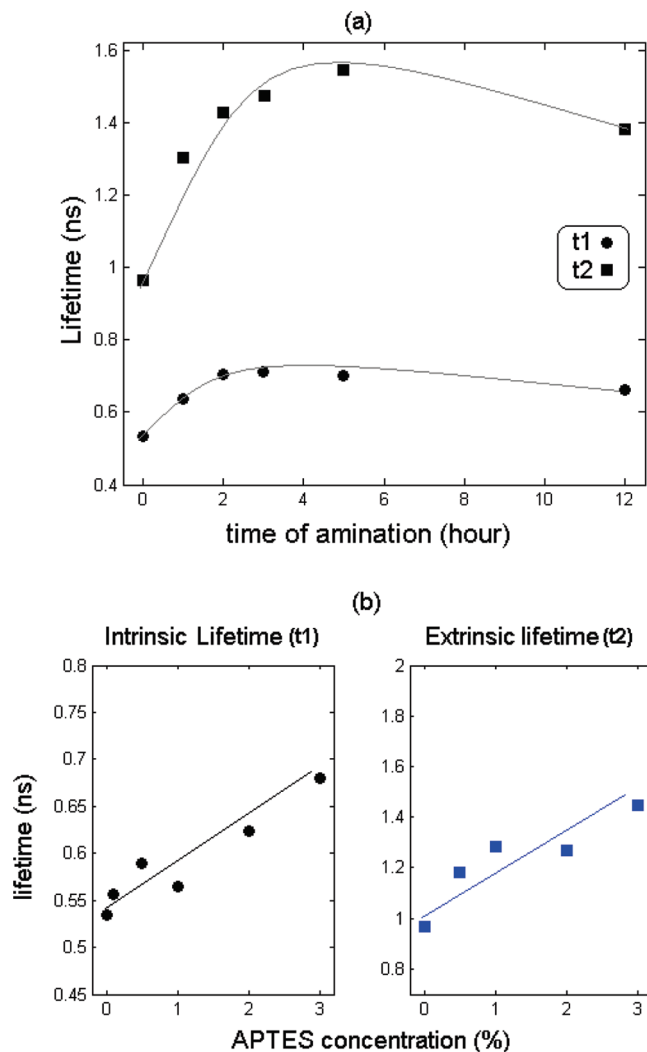 (a)
1.6
1.4
1.2
1
0.8
0.6
0.4
Lifetime (ns)
t1
t2
0 2 4 6 8 10 12
time of amination (hour)
(b)
Intrinsic Lifetime (t1)
0.8
0.75
0.7
0.65
0.6
0.55
0.5
0.45
lifetime (ns)
0 1 2 3
Extrinsic lifetime (t2)
2
1.8
1.6
1.4
1.2
1
0.8
0 1 2 3
APTES concentration (%)